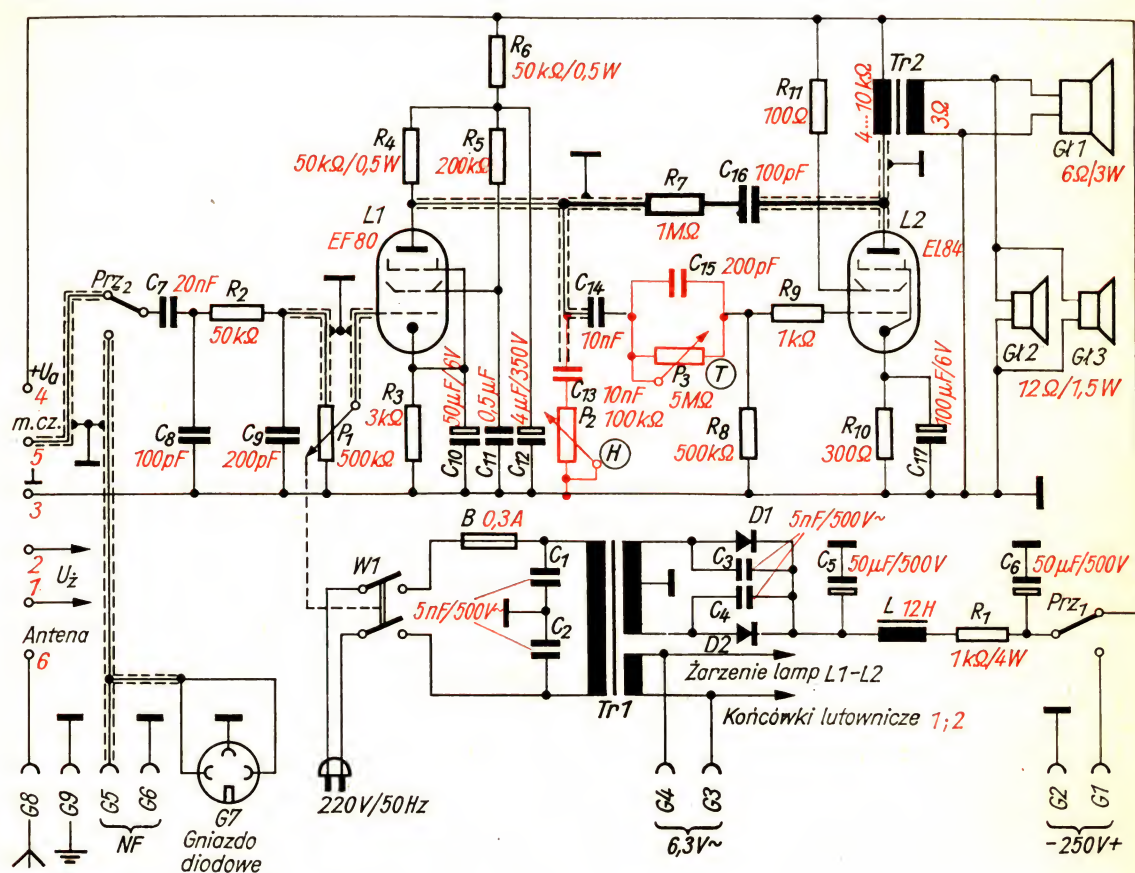 R6
50kΩ/0,5W
R4
50kΩ/0,5W
R5
200kΩ
R11
100Ω
4...10kΩ
Tr2
3Ω
Gł1
6Ω/3W
R7
1MΩ
C16
100pF
L1
EF80
L2
EL84
Prz2
C7
20nF
R2
50kΩ
C14
10nF
C15
200pF
P3
5MΩ
T
R9
1kΩ
Gł2
Gł3
12Ω/1,5W
+Ua
4
m.cz.
5
3
2
1
Uż
C8
100pF
C9
200pF
P1
500kΩ
R3
3kΩ
C10
50μF/6V
C11
0,5μF
C12
4μF/350V
C13
10nF
100kΩ
P2
H
R8
500kΩ
R10
300Ω
C17
100μF/6V
B 0,3A
W1
C1
5nF/500V~
C2
Tr1
D1
5nF/500V~
C3
C4
D2
C5
50μF/500V
C6
50μF/500V
L 12H
R1
1kΩ/4W
Prz1
Żarzenie lamp L1-L2
Końcówki lutownicze 1;2
Antena
6
G8
G9
G5
G6
NF
G7
Gniazdo
diodowe
220V/50Hz
G4
G3
6,3V~
G2
G1
-250V+